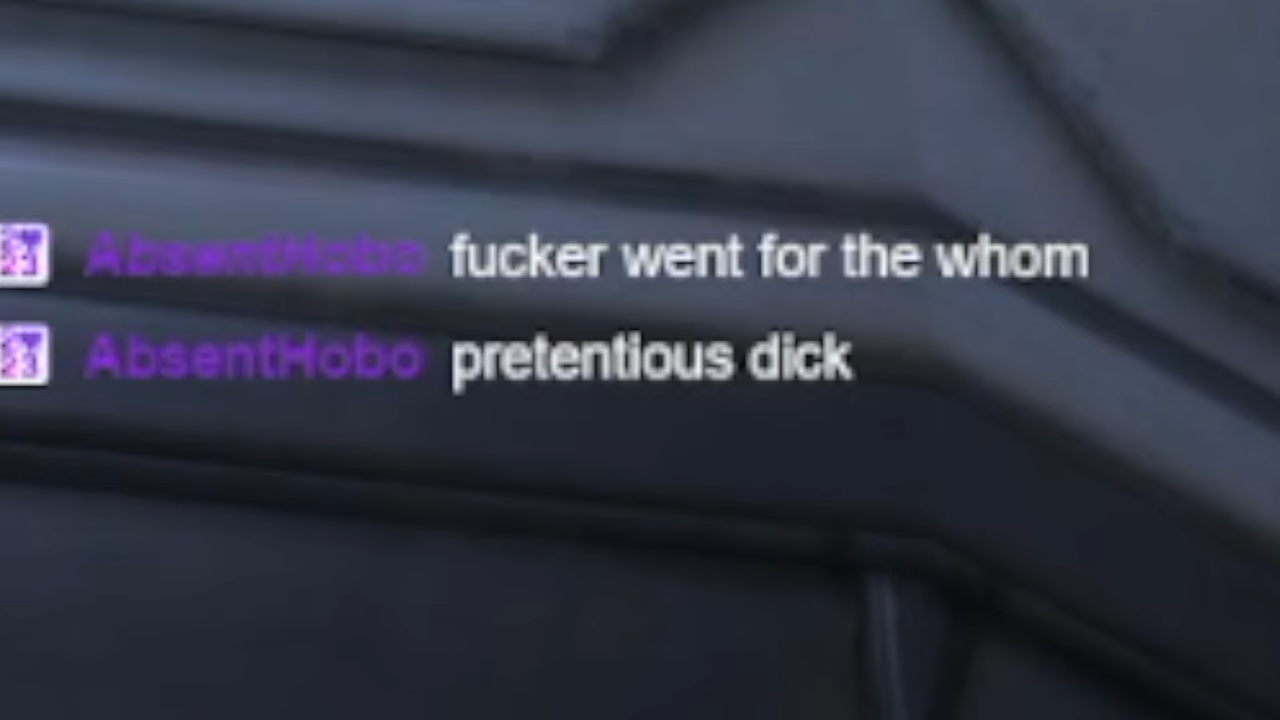 AbsentHobo fucker went for the whom
AbsentHobo pretentious dick